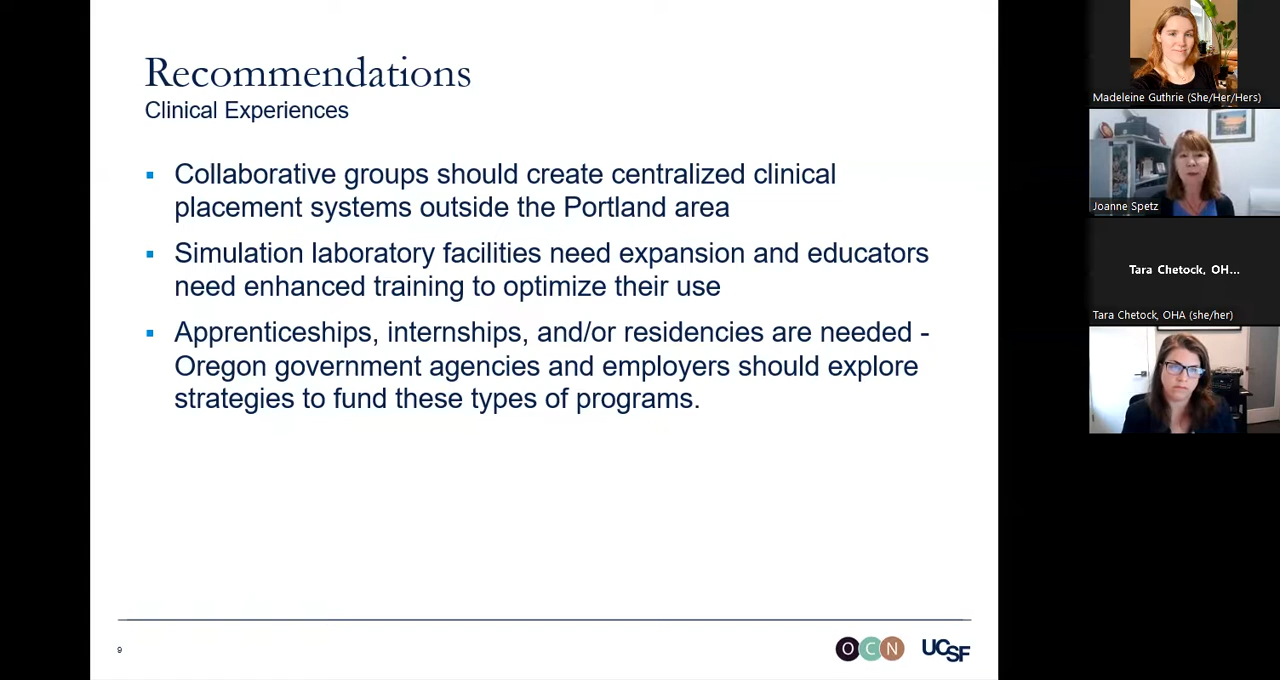 Recommendations
Clinical Experiences
Collaborative groups should create centralized clinical
placement systems outside the Portland area
Simulation laboratory facilities need expansion and educators
need enhanced training to optimize their use
Apprenticeships, internships, and/or residencies are needed -
Oregon government agencies and employers should explore
strategies to fund these types of programs.
9
OCN
UCSF
Madeleine Guthrie (She/Her/Hers)
Joanne Spetz
Tara Chetock, OH...
Tara Chetock, OHA (she/her)